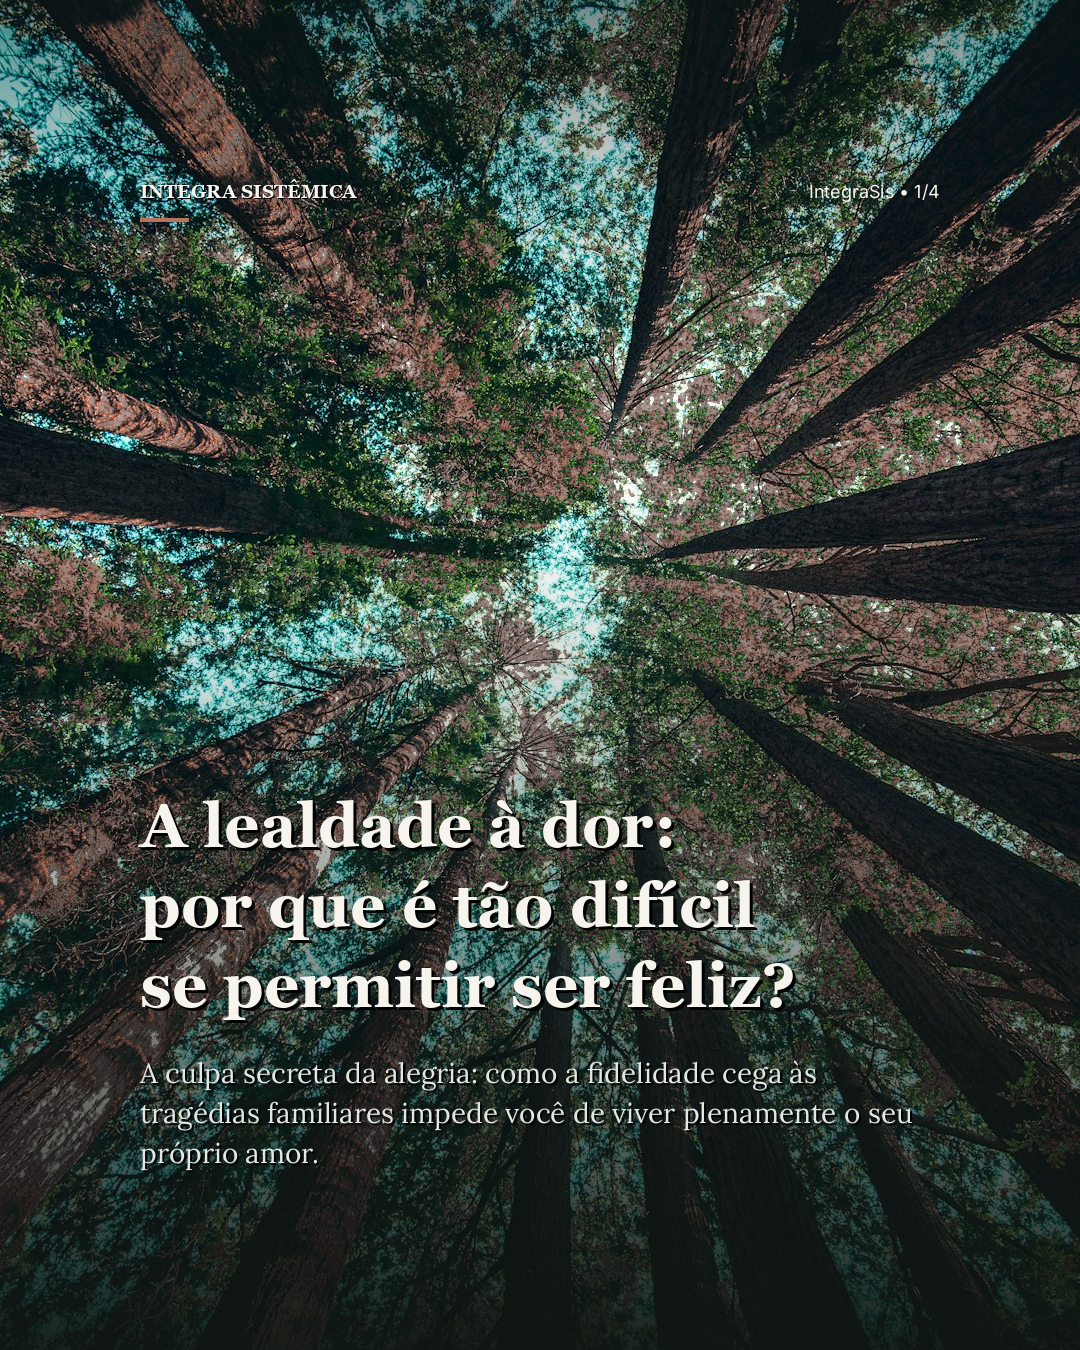 INTEGRA SISTÊMICA
IntegraSis • 1/4
A lealdade à dor:
por que é tão difícil
se permitir ser feliz?
A culpa secreta da alegria: como a fidelidade cega às
tragédias familiares impede você de viver plenamente o seu
próprio amor.